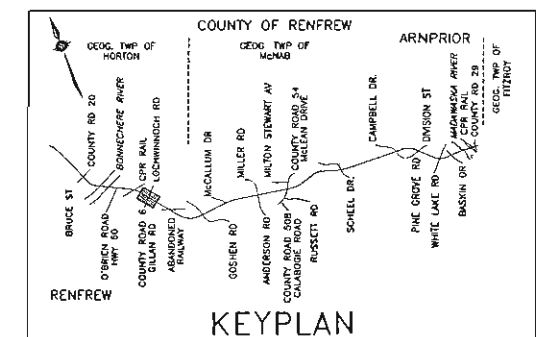 COUNTY OF RENFREW
GEOG. TWP OF
HORTON
GEOG. TWP OF
McNAB
ARNPRIOR
GEOG. TWP OF
FITZROY
COUNTY RD 20
BONNECHERE RIVER
CPR RAIL
LOCHWINNOCH RD
McCALLUM DR
MILLER RD
MILTON STEWART AV
COUNTY ROAD 54
McLEAN DRIVE
CAMPBELL DR.
DIVISION ST
MADAWASKA RIVER
CPR RAIL
COUNTY RD 29
BRUCE ST
O'BRIEN ROAD
HWY 60
COUNTY ROAD 6
GILLAN RD
ABANDONED
RAILWAY
GOSHEN RD
ANDERSON RD
COUNTY ROAD 508
CALABOGIE ROAD
RUSSETT RD
SCHEEL DR.
PINE GROVE RD
WHITE LAKE RD
BASKIN DR.
RENFREW
KEYPLAN